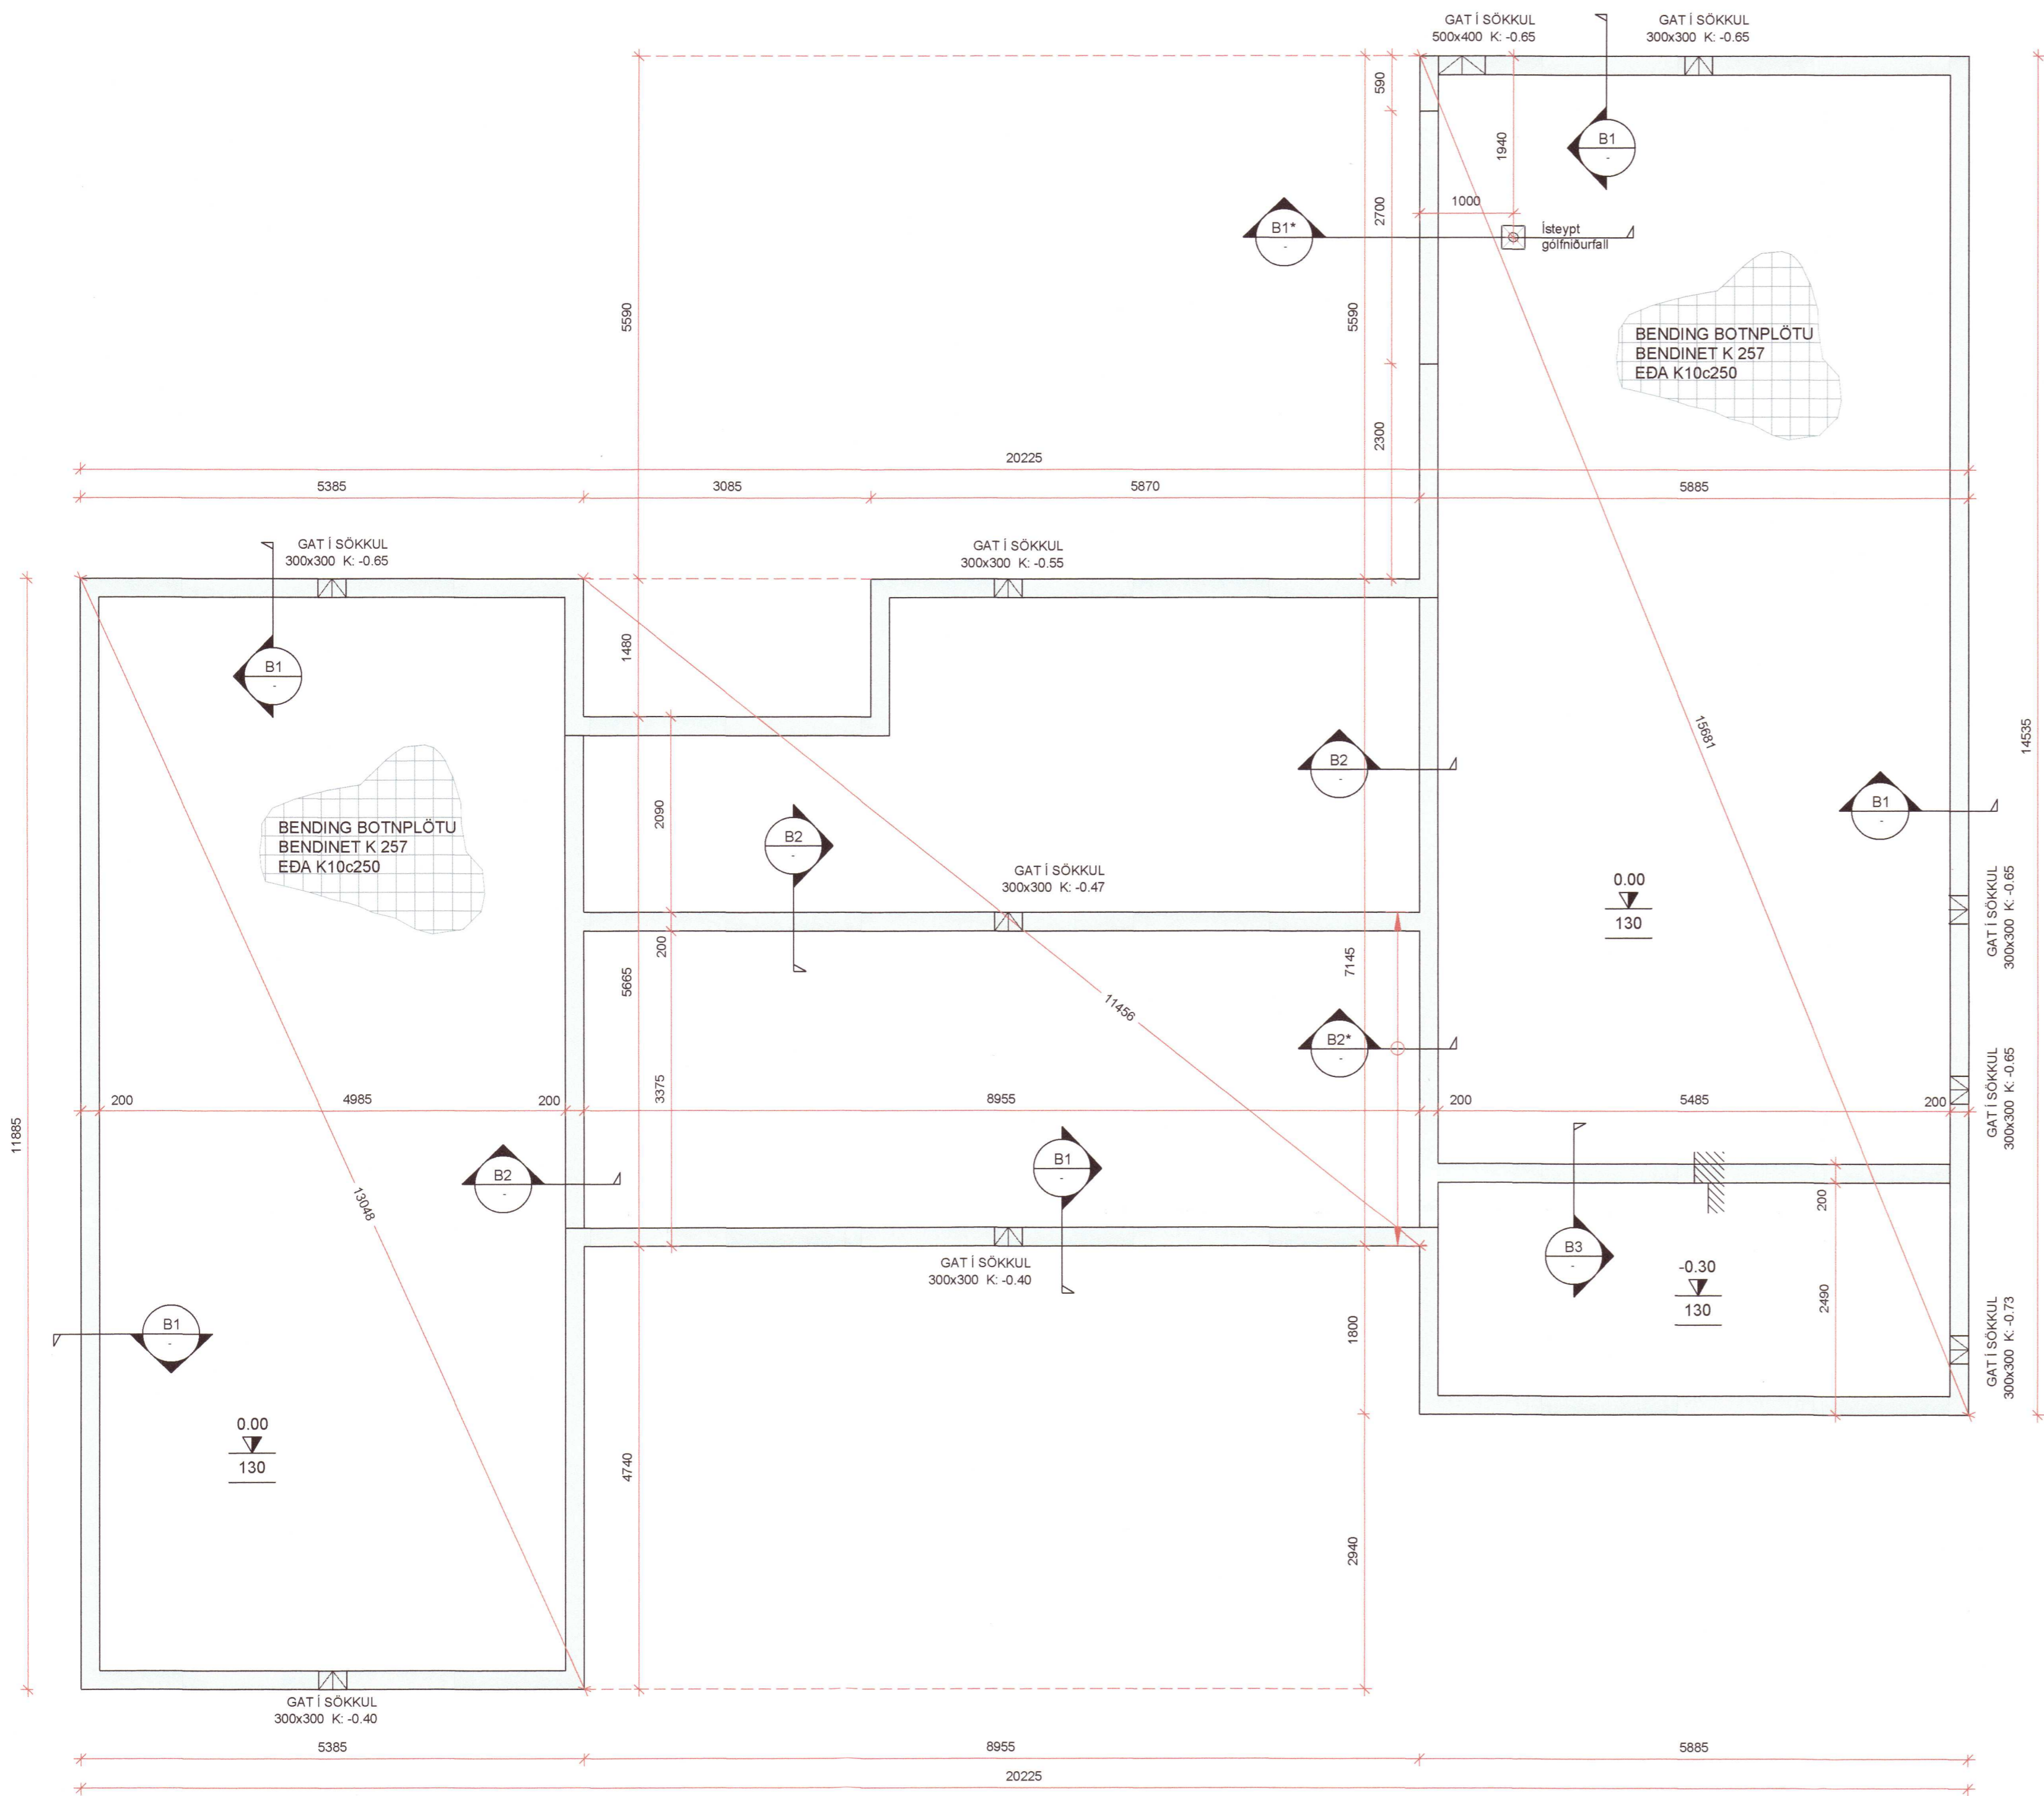 GAT Í SÖKKUL
500x400 K: -0.65
GAT Í SÖKKUL
300x300 K: -0.65
590
1940
B1
-
2700
1000
B1*
-
Ísteypt
gólfniðurfall
5590
5590
BENDING BOTNPLÖTU
BENDINET K 257
EÐA K10c250
2300
20225
5385
3085
5870
5885
GAT Í SÖKKUL
300x300 K: -0.65
GAT Í SÖKKUL
300x300 K: -0.55
1480
B1
-
15681
14535
B2
-
B1
-
2090
BENDING BOTNPLÖTU
BENDINET K 257
EÐA K10c250
B2
-
GAT Í SÖKKUL
300x300 K: -0.47
0.00
130
GAT Í SÖKKUL
300x300 K: -0.65
200
5665
7145
11456
B2*
-
GAT Í SÖKKUL
300x300 K: -0.65
3375
11885
200
4985
200
8955
200
5485
200
B2
-
B1
-
13048
200
B3
-
GAT Í SÖKKUL
300x300 K: -0.40
-0.30
130
2490
B1
-
1800
GAT Í SÖKKUL
300x300 K: -0.73
0.00
130
4740
2940
GAT Í SÖKKUL
300x300 K: -0.40
5385
8955
5885
20225